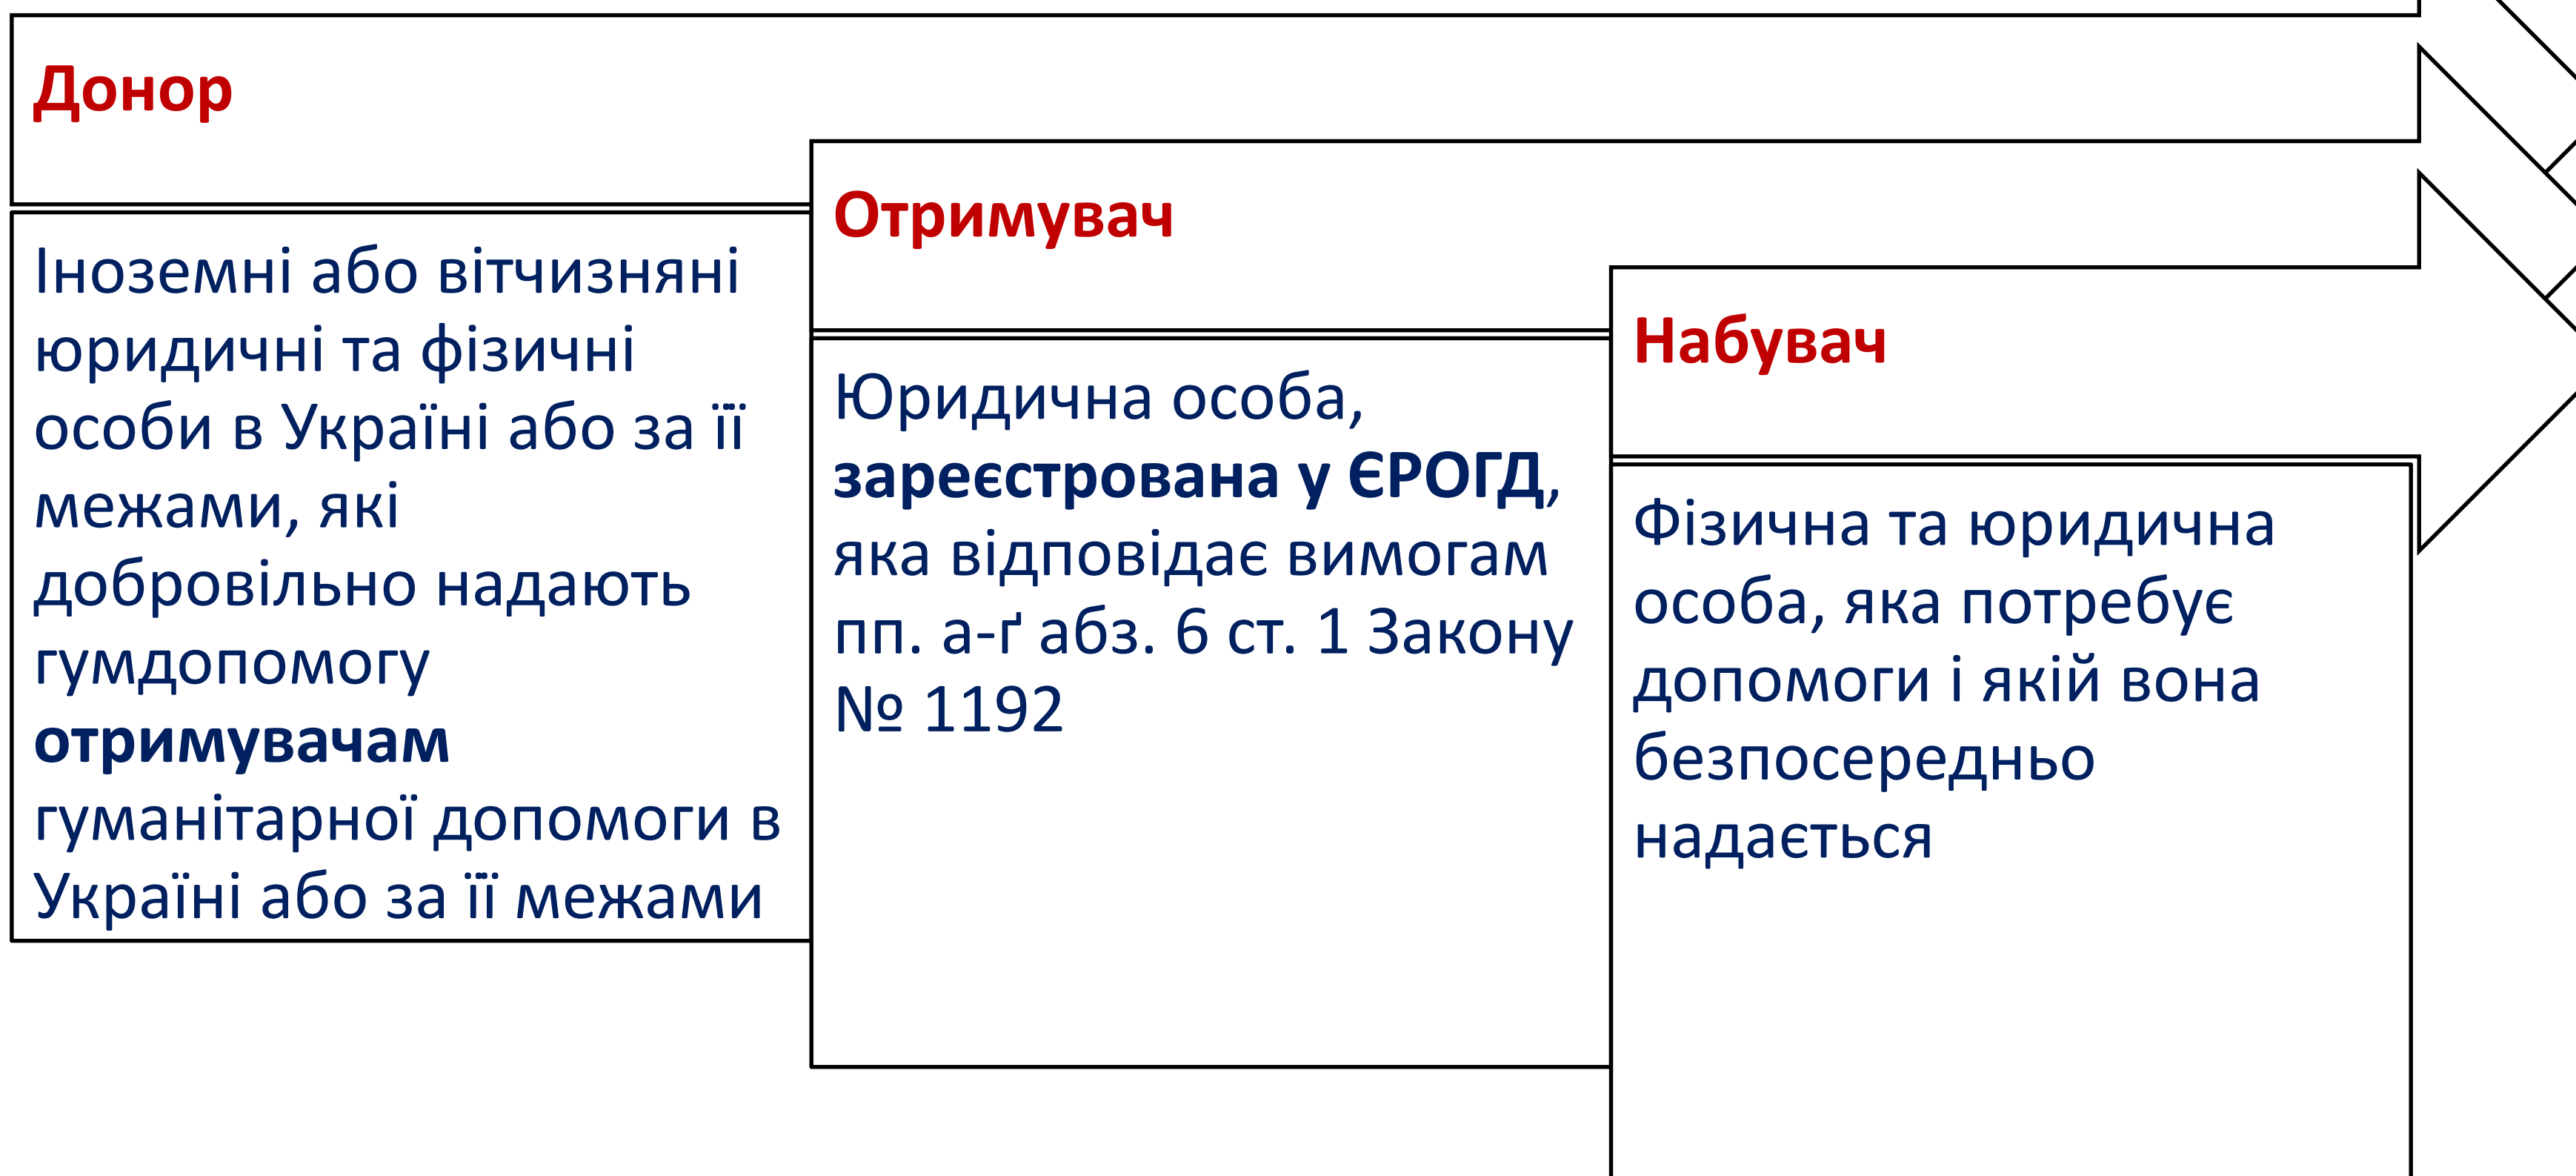 Донор
Іноземні або вітчизняні
юридичні та фізичні
особи в Україні або за її
межами, які
добровільно надають
гумдопомогу
отримувачам
гуманітарної допомоги в
Україні або за її межами
Отримувач
Юридична особа,
зареєстрована у ЄРОГД,
яка відповідає вимогам
пп. а-ґ абз. 6 ст. 1 Закону
№ 1192
Набувач
Фізична та юридична
особа, яка потребує
допомоги і якій вона
безпосередньо
надається